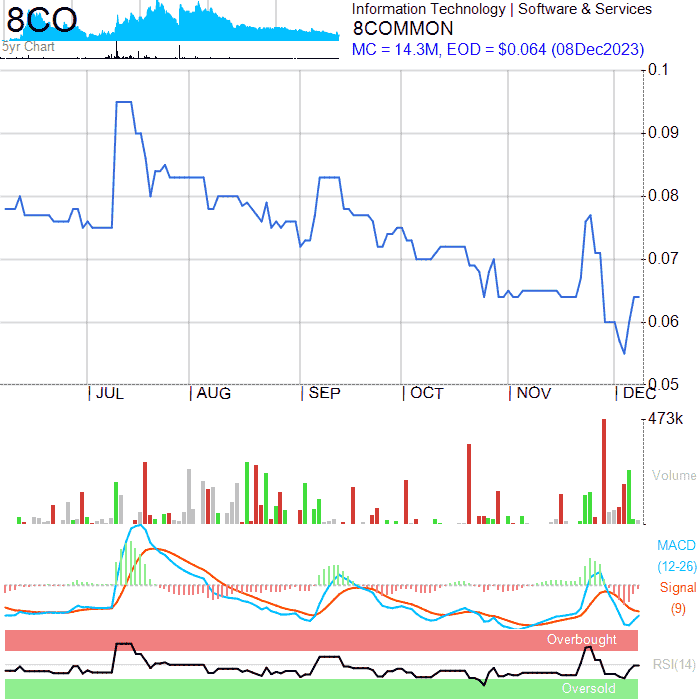 8CO
5yr Chart
Information Technology | Software & Services
8COMMON
MC = 14.3M, EOD = $0.064 (08Dec2023)
0.1
0.09
0.08
0.07
0.06
0.05
JUL AUG SEP OCT NOV DEC
473k
Volume
MACD
(12-26)
Signal
(9)
Overbought
RSI(14)
Oversold